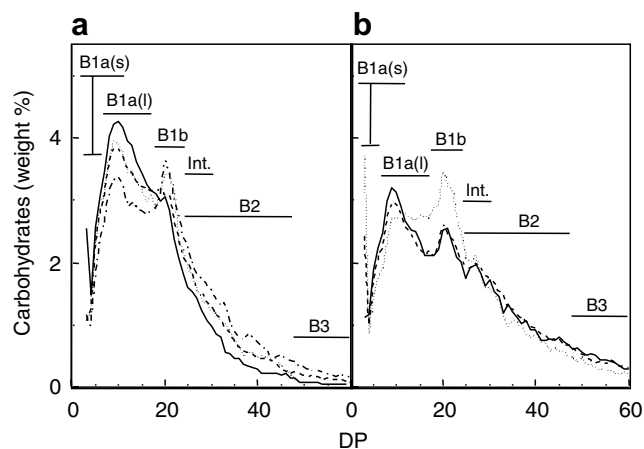 a
b
B1a(s)
B1a(l)
B1b
Int.
B2
B3
B1a(s)
B1a(l)
B1b
Int.
B2
B3
Carbohydrates (weight %)
4
2
0
0
20
40
0
20
40
60
DP